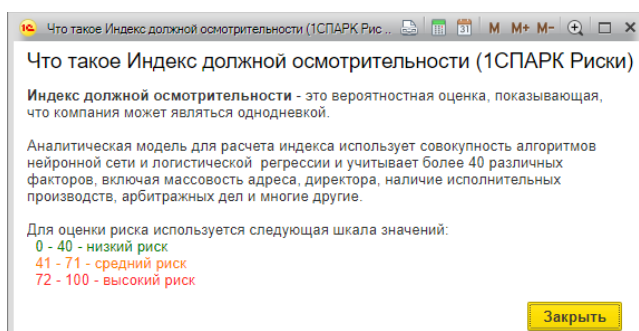 Что такое Индекс должной осмотрительности (1СПАРК Рис ..
31 M M+ M-
Что такое Индекс должной осмотрительности (1СПАРК Риски)
Индекс должной осмотрительности - это вероятностная оценка, показывающая,
что компания может являться однодневкой.
Аналитическая модель для расчета индекса использует совокупность алгоритмов
нейронной сети и логистической регрессии и учитывает более 40 различных
факторов, включая массовость адреса, директора, наличие исполнительных
производств, арбитражных дел и многие другие.
Для оценки риска используется следующая шкала значений:
0 - 40 - низкий риск
41 - 71 - средний риск
72 - 100 - высокий риск
Закрыть